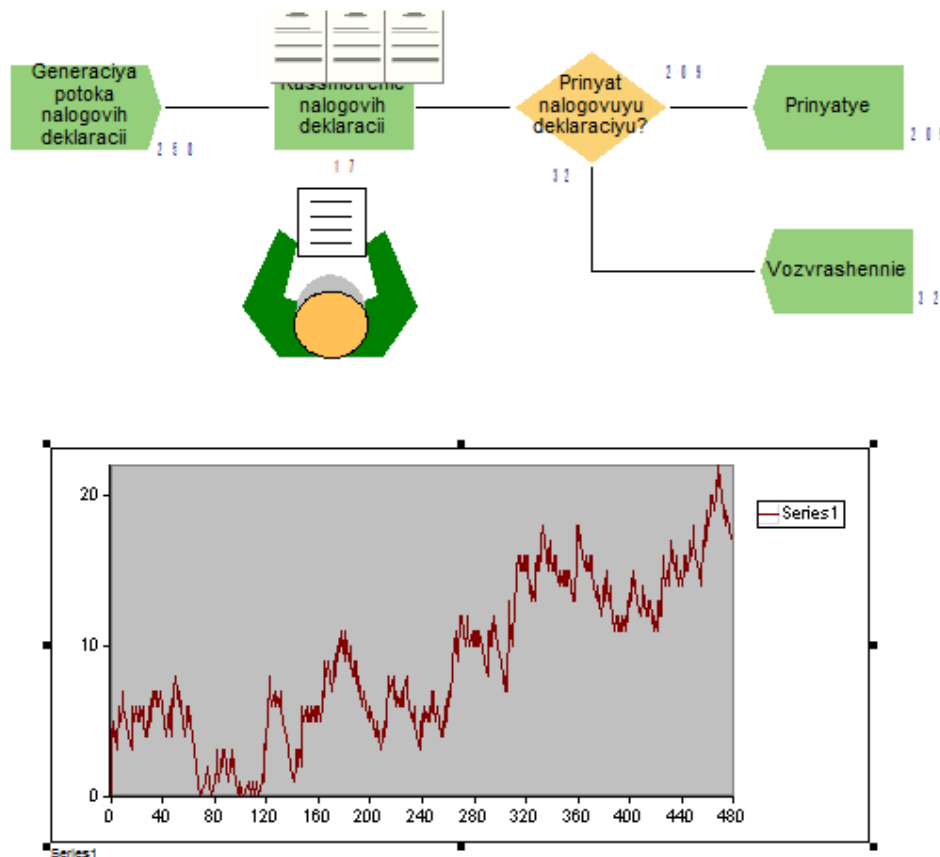 Generaciya
potoka
nalogovih
deklaracii
258
nalogovih
deklaracii
17
Prinyat
nalogovuyu
deklaraciyu?
209
32
Prinyatye
Vozvrashennie
32
20
10
0
0 40 80 120 160 200 240 280 320 360 400 440 480
Series1
Series1